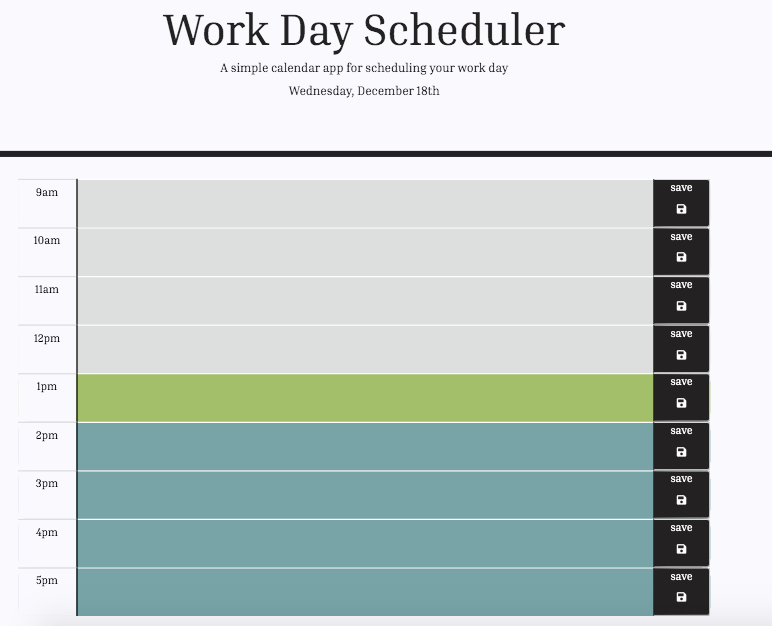 Work Day Scheduler
A simple calendar app for scheduling your work day
Wednesday, December 18th
9am save
10am save
11am save
12pm save
1pm save
2pm save
3pm save
4pm save
5pm save